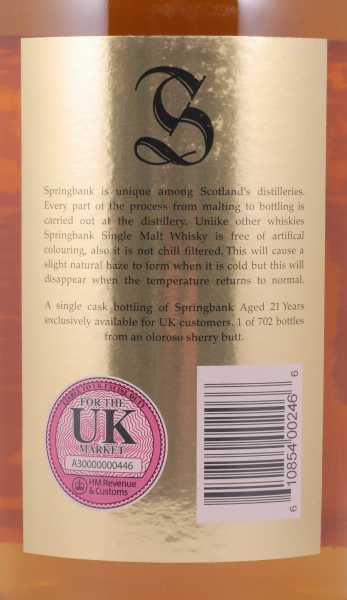 S
Springbank is unique among Scotland's distilleries.
Every part of the process from malting to bottling is
carried out at the distillery. Unlike other whiskies
Springbank Single Malt Whisky is free of artifical
colouring, also it is not chill filtered. This will cause a
slight natural haze to form when it is cold but this will
disappear when the temperature returns to normal.
A single cask bottling of Springbank Aged 21 Years
exclusively available for UK customers. 1 of 702 bottles
from an oloroso sherry butt.
LIABLE TO UK EXCISE DUTY
FOR THE
UK
MARKET
A30000000446
HM Revenue
& Customs
6 10854 00246 6